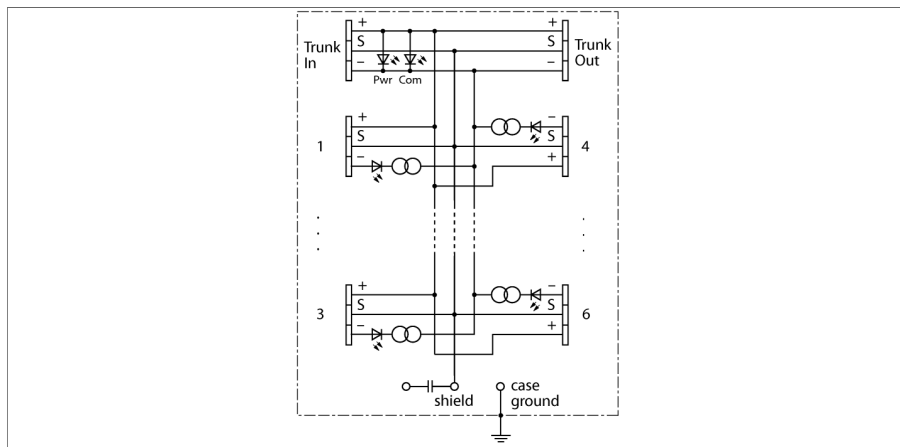 +
S
–
Trunk
In
Pwr Com
+
S
–
Trunk
Out
1
+
S
–
–
S
+
4
3
+
S
–
–
S
+
6
shield
case
ground